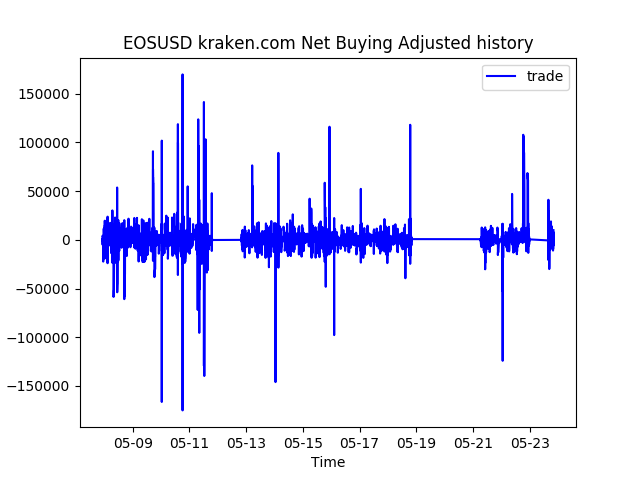 EOSUSD kraken.com Net Buying Adjusted history
trade
150000
100000
50000
0
−50000
−100000
−150000
05-09 05-11 05-13 05-15 05-17 05-19 05-21 05-23
Time